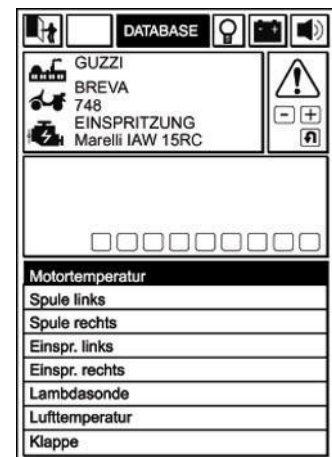 DATABASE
GUZZI
BREVA
748
EINSPRITZUNG
Marelli IAW 15RC
Motortemperatur
Spule links
Spule rechts
Einspr. links
Einspr. rechts
Lambdasonde
Lufttemperatur
Klappe